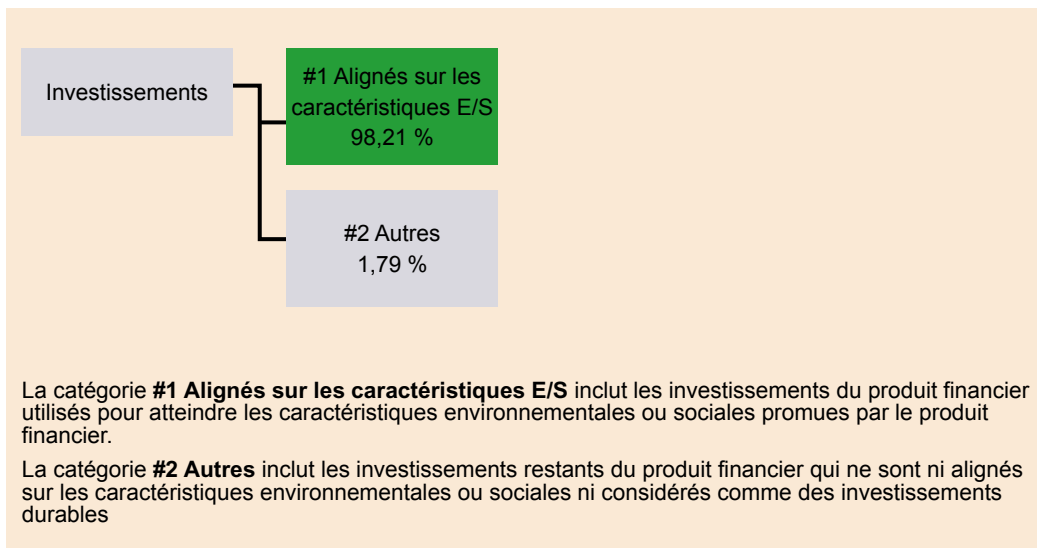 Investissements
#1 Alignés sur les
caractéristiques E/S
98,21 %
#2 Autres
1,79 %
La catégorie #1 Alignés sur les caractéristiques E/S inclut les investissements du produit financier
utilisés pour atteindre les caractéristiques environnementales ou sociales promues par le produit
financier.
La catégorie #2 Autres inclut les investissements restants du produit financier qui ne sont ni alignés
sur les caractéristiques environnementales ou sociales ni considérés comme des investissements
durables